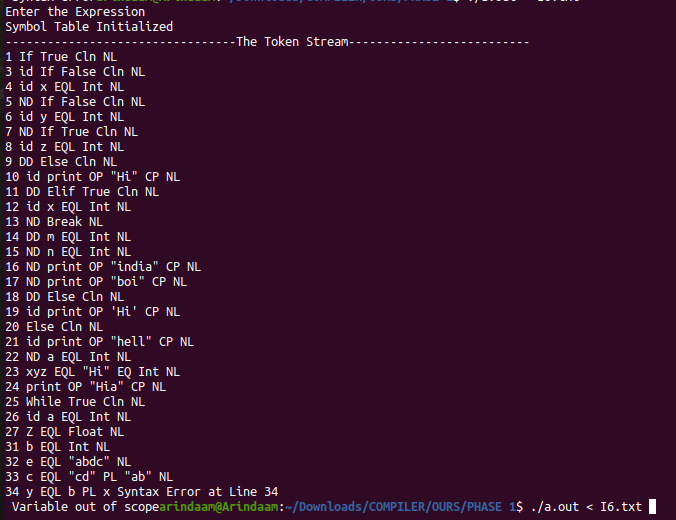 Enter the Expression
Symbol Table Initialized
---------------------------------The Token Stream--------------------------
1 If True Cln NL
3 id If False Cln NL
4 id x EQL Int NL
5 ND If False Cln NL
6 id y EQL Int NL
7 ND If True Cln NL
8 id z EQL Int NL
9 DD Else Cln NL
10 id print OP "Hi" CP NL
11 DD Elif True Cln NL
12 id x EQL Int NL
13 ND Break NL
14 DD m EQL Int NL
15 ND n EQL Int NL
16 ND print OP "india" CP NL
17 ND print OP "boi" CP NL
18 DD Else Cln NL
19 id print OP 'Hi' CP NL
20 Else Cln NL
21 id print OP "hell" CP NL
22 ND a EQL Int NL
23 xyz EQL "Hi" EQ Int NL
24 print OP "Hia" CP NL
25 While True Cln NL
26 id a EQL Int NL
27 Z EQL Float NL
31 b EQL Int NL
32 e EQL "abdc" NL
33 c EQL "cd" PL "ab" NL
34 y EQL b PL x Syntax Error at Line 34
Variable out of scopearindaam@Arindaam:~/Downloads/COMPILER/OURS/PHASE 1$ ./a.out < I6.txt